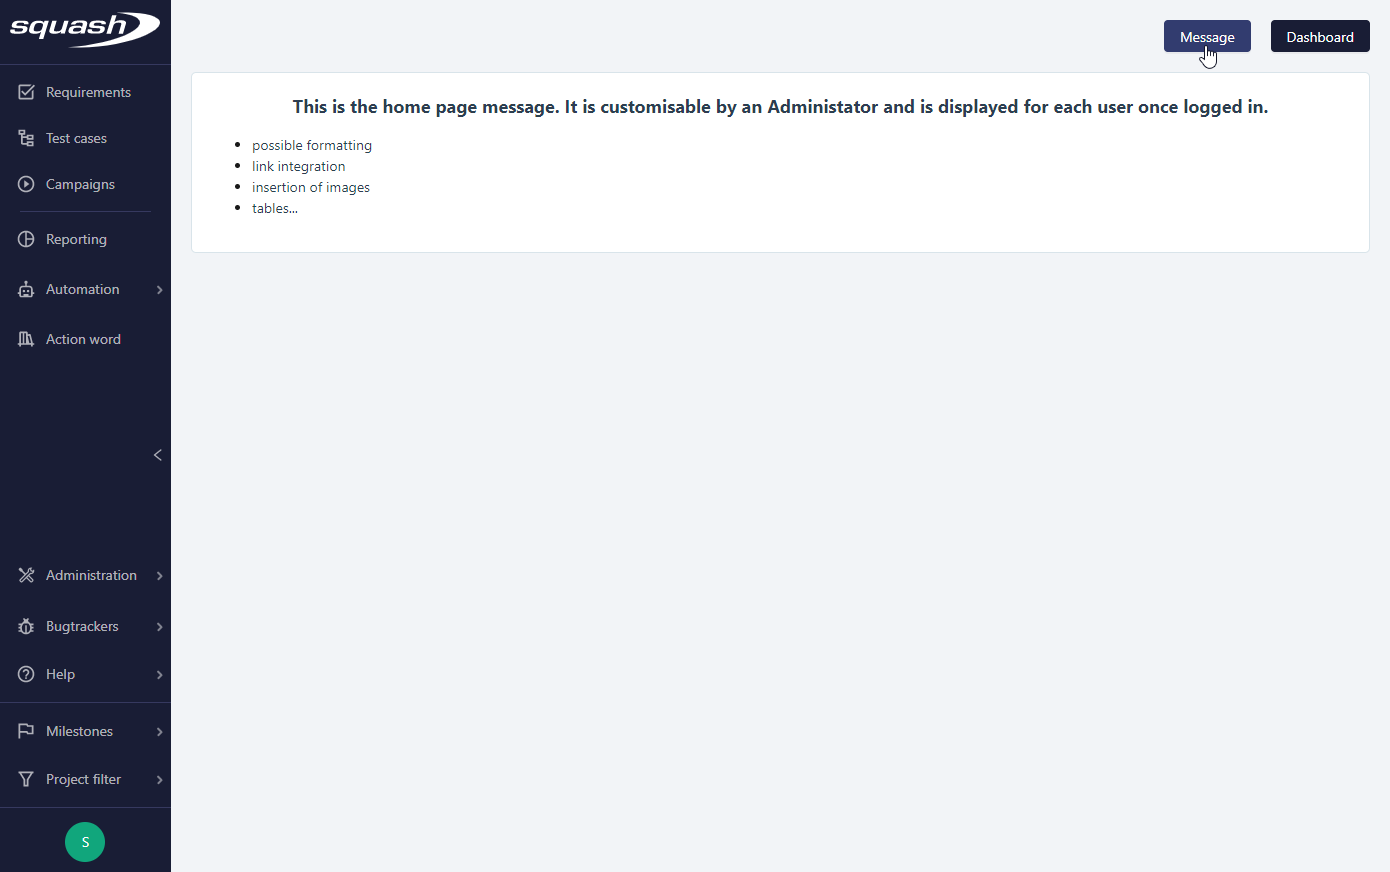 squash
Message
Dashboard
Requirements
Test cases
Campaigns
Reporting
Automation
Action word
Administration
Bugtrackers
Help
Milestones
Project filter
S
This is the home page message. It is customisable by an Administator and is displayed for each user once logged in.
possible formatting
link integration
insertion of images
tables...